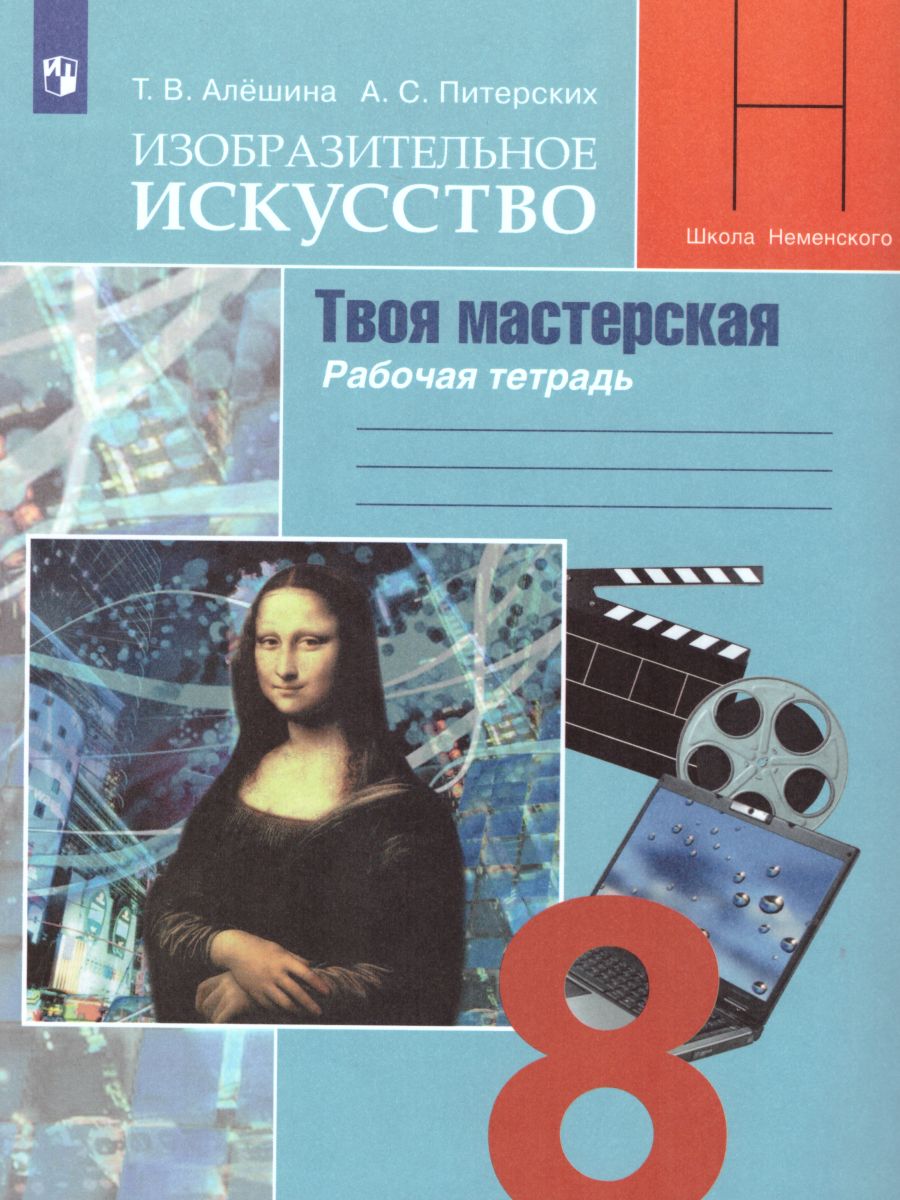 Т. В. Алёшина А. С. Питерских
ИЗОБРАЗИТЕЛЬНОЕ
ИСКУССТВО
Школа Неменского
Твоя мастерская
Рабочая тетрадь
8